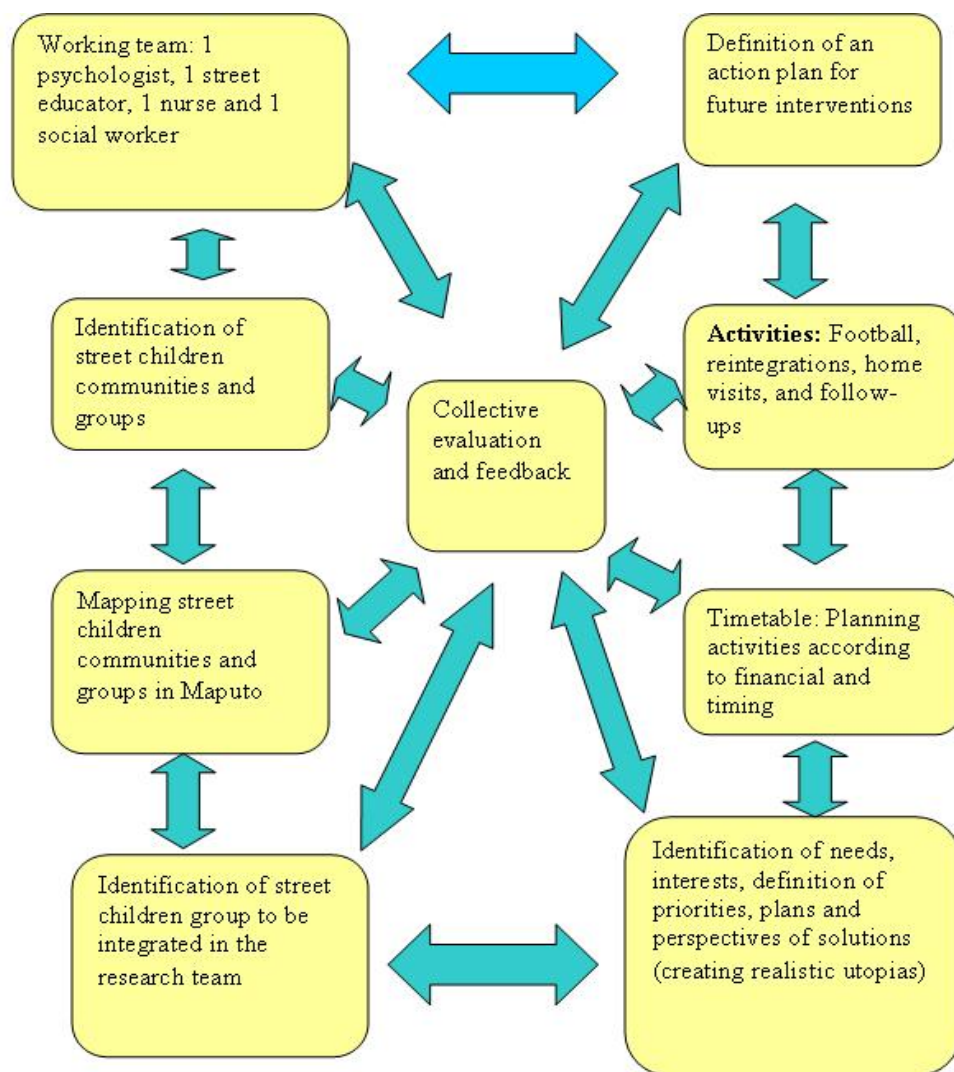 Working team: 1
psychologist, 1 street
educator, 1 nurse and 1
social worker
Definition of an
action plan for
future interventions
Identification of
street children
communities and
groups
Activities: Football,
reintegrations, home
visits, and follow-
ups
Collective
evaluation
and feedback
Mapping street
children
communities and
groups in Maputo
Timetable: Planning
activities according
to financial and
timing
Identification of street
children group to be
integrated in the
research team
Identification of needs,
interests, definition of
priorities, plans and
perspectives of solutions
(creating realistic utopias)